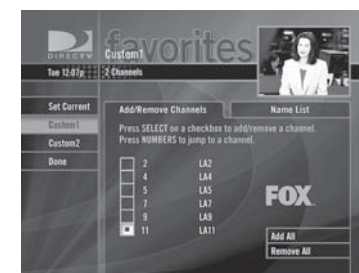 favorites
DIRECTV
Custom1
Tue 12:07p
2 Channels
Set Current
Custom1
Custom2
Done
Add/Remove Channels
Name List
Press SELECT on a checkbox to add/remove a channel.
Press NUMBERS to jump to a channel.
2 LA2
4 LA4
5 LA5
7 LA7
9 LA9
11 LA11
FOX
Add All
Remove All